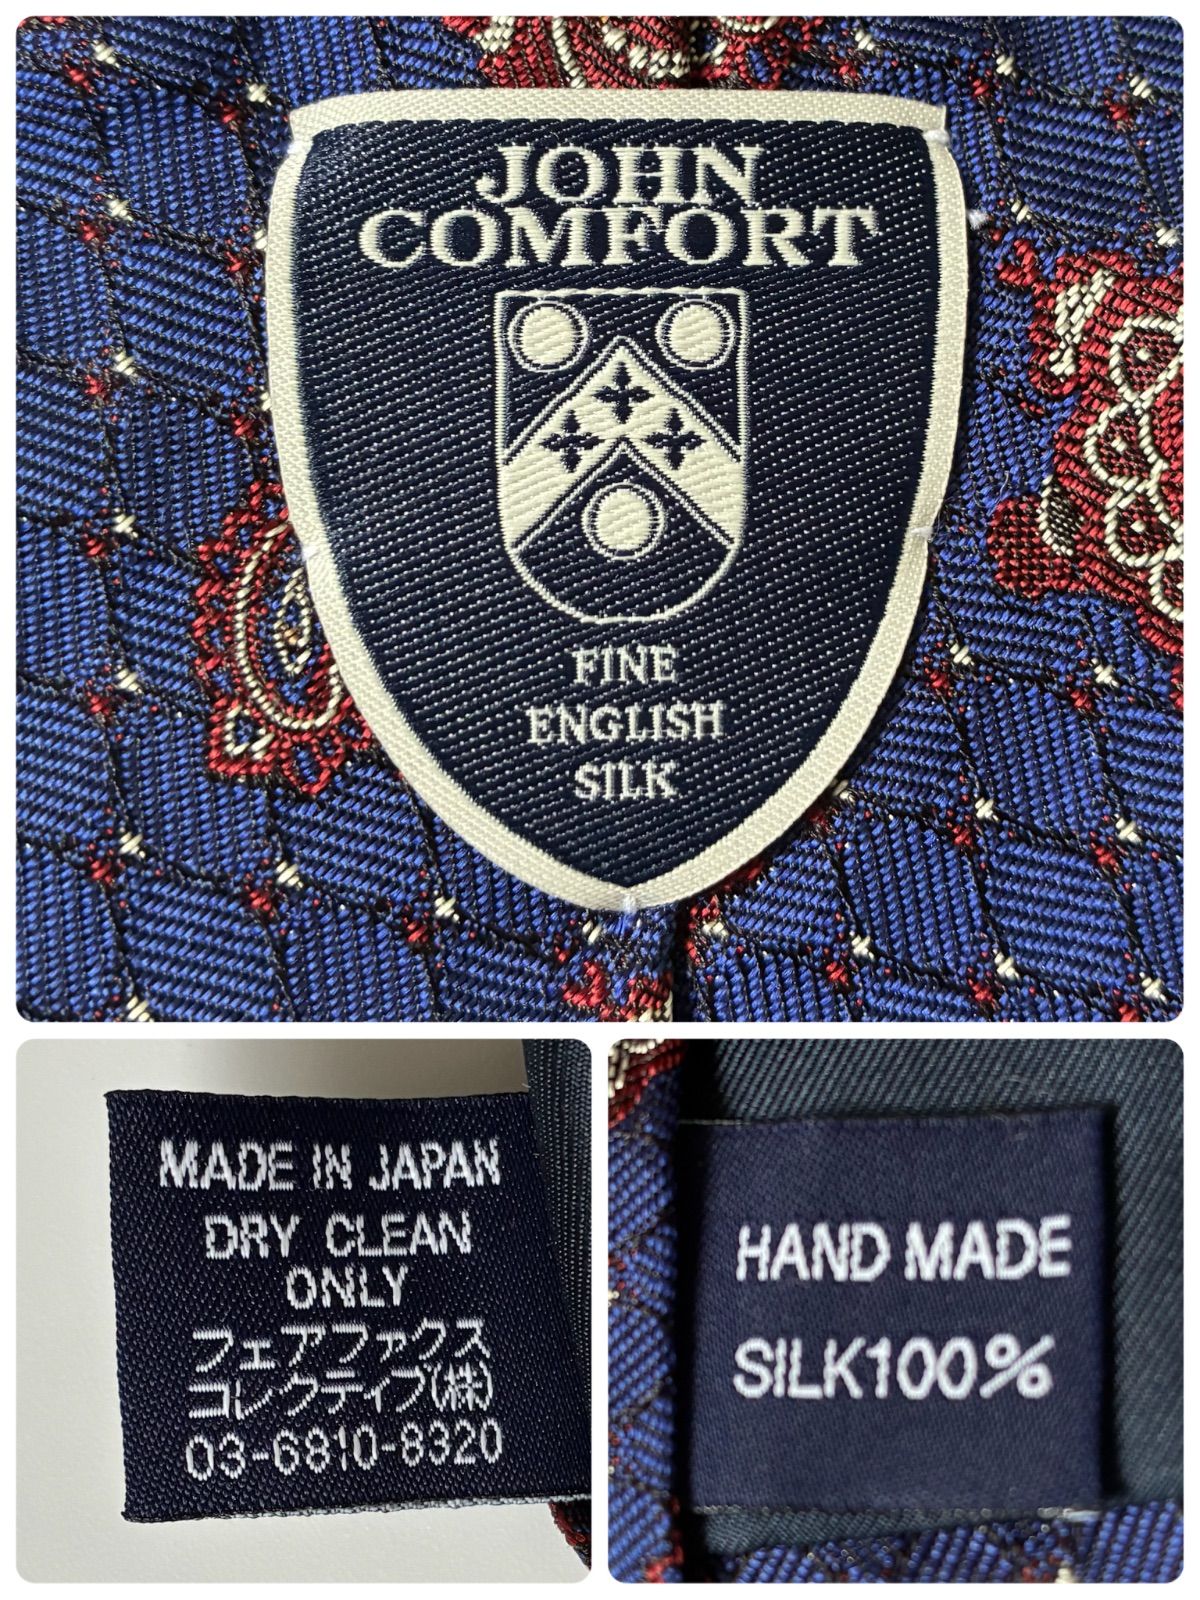 JOHN
COMFORT
FINE
ENGLISH
SILK
MADE IN JAPAN
DRY CLEAN
ONLY
フェアファクス
コレクティブ(株)
03-6810-8320
HAND MADE
SILK100%